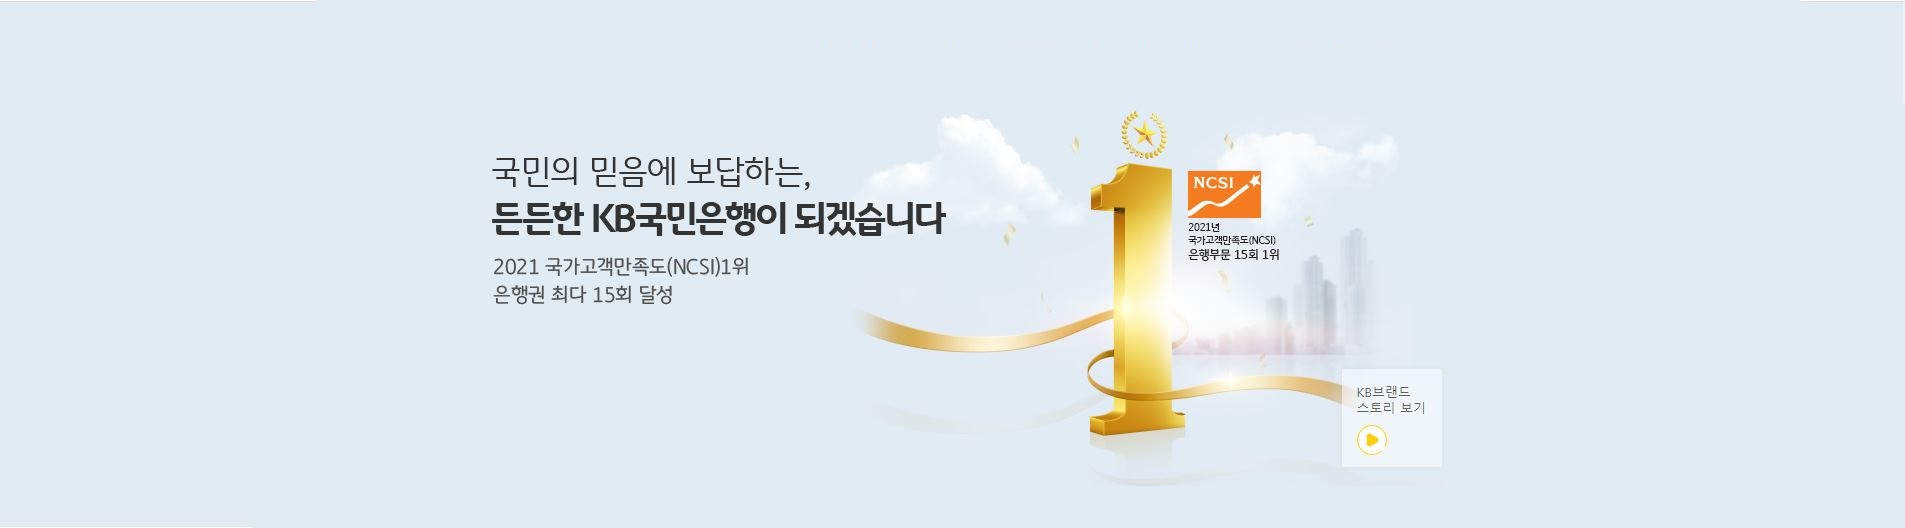 국민의 믿음에 보답하는,
든든한 KB국민은행이 되겠습니다
2021 국가고객만족도(NCSI)1위
은행권 최다 15회 달성
NCSI
2021년
국가고객만족도(NCSI)
은행부문 15회 1위
KB브랜드
스토리 보기